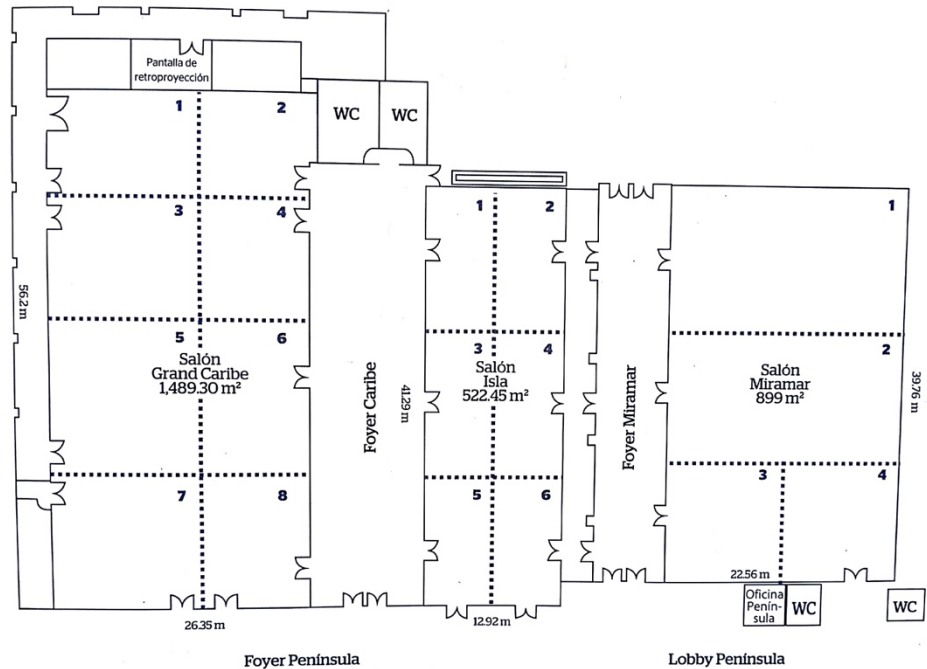 Pantalla de
retroproyección
1
2
WC
WC
3
4
1
2
1
56.2 m
5
6
Salón
Grand Caribe
1,489.30 m²
Foyer Caribe
41.29 m
3
4
Salón
Isla
522.45 m²
Foyer Miramar
2
Salón
Miramar
899 m²
39.76 m
7
8
5
6
3
4
22.56 m
26.35 m
12.92 m
Oficina
Penín-
sula
WC
WC
Foyer Península
Lobby Península